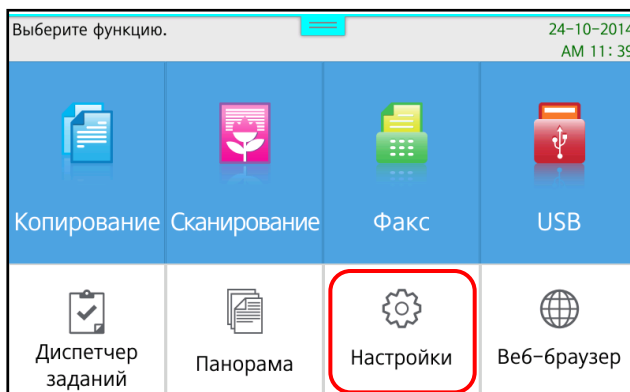 Выберите функцию.
24-10-2014
AM 11:39
Копирование Сканирование Факс USB
Диспетчер заданий
Панорама
Настройки
Веб-браузер